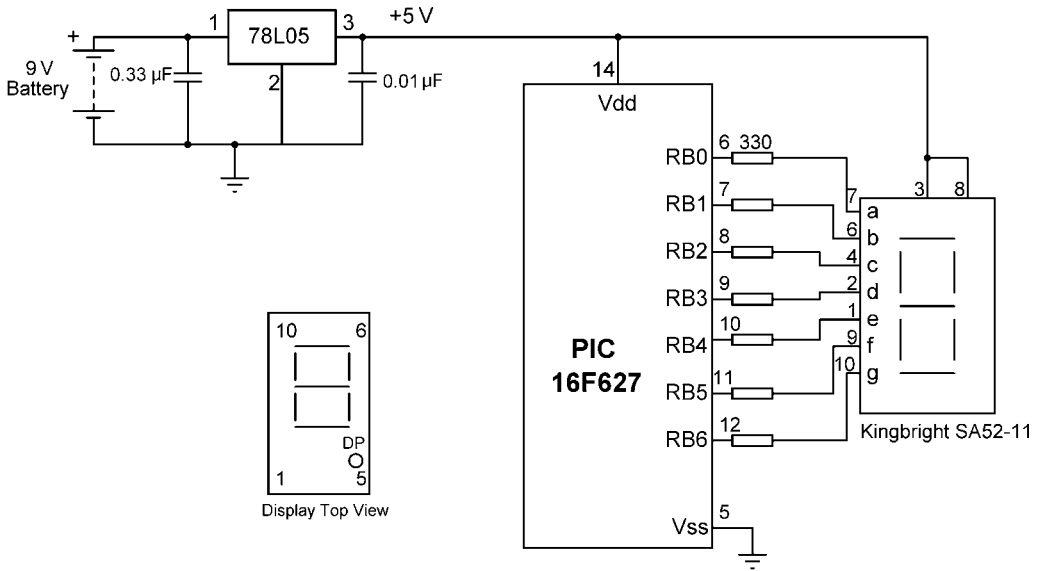 +5 V
1
78L05
3
+
9 V
Battery
0.33 µF
2
0.01 µF
14
Vdd
RB0
6
330
RB1
7
RB2
8
RB3
9
RB4
10
RB5
11
RB6
12
PIC
16F627
Vss
5
3
8
7
a
6
b
4
c
2
d
1
e
9
f
10
g
Kingbright SA52-11
10
6
DP
1
5
Display Top View